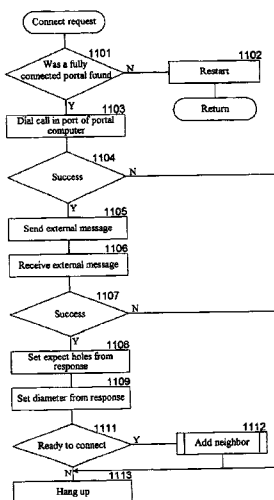 Connect request
1101
Was a fully
connected portal found
N
1102
Restart
Return
Y
1103
Dial call in port of portal
computer
1104
Success
N
Y
1105
Send external message
1106
Receive external message
1107
Success
N
Y
1108
Set expect holes from
response
1109
Set diameter from response
1111
Ready to connect
Y
1112
Add neighbor
N
1113
Hang up